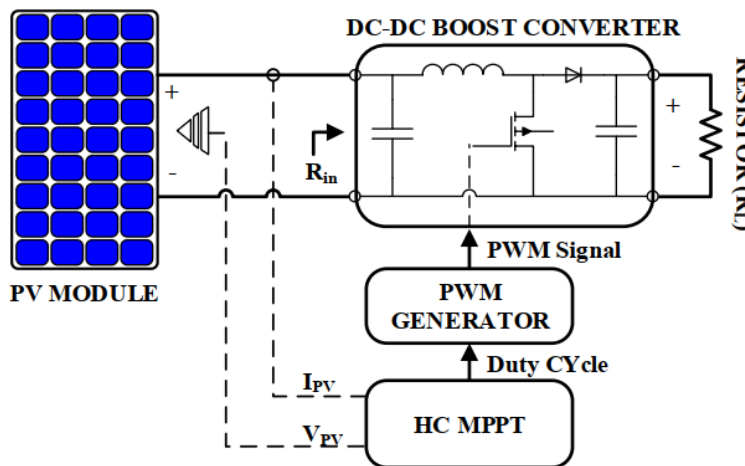 DC-DC BOOST CONVERTER
RESISTOR (RL)
+
-
R_in
+
-
PV MODULE
PWM Signal
PWM
GENERATOR
Duty CYcle
I_PV
V_PV
HC MPPT